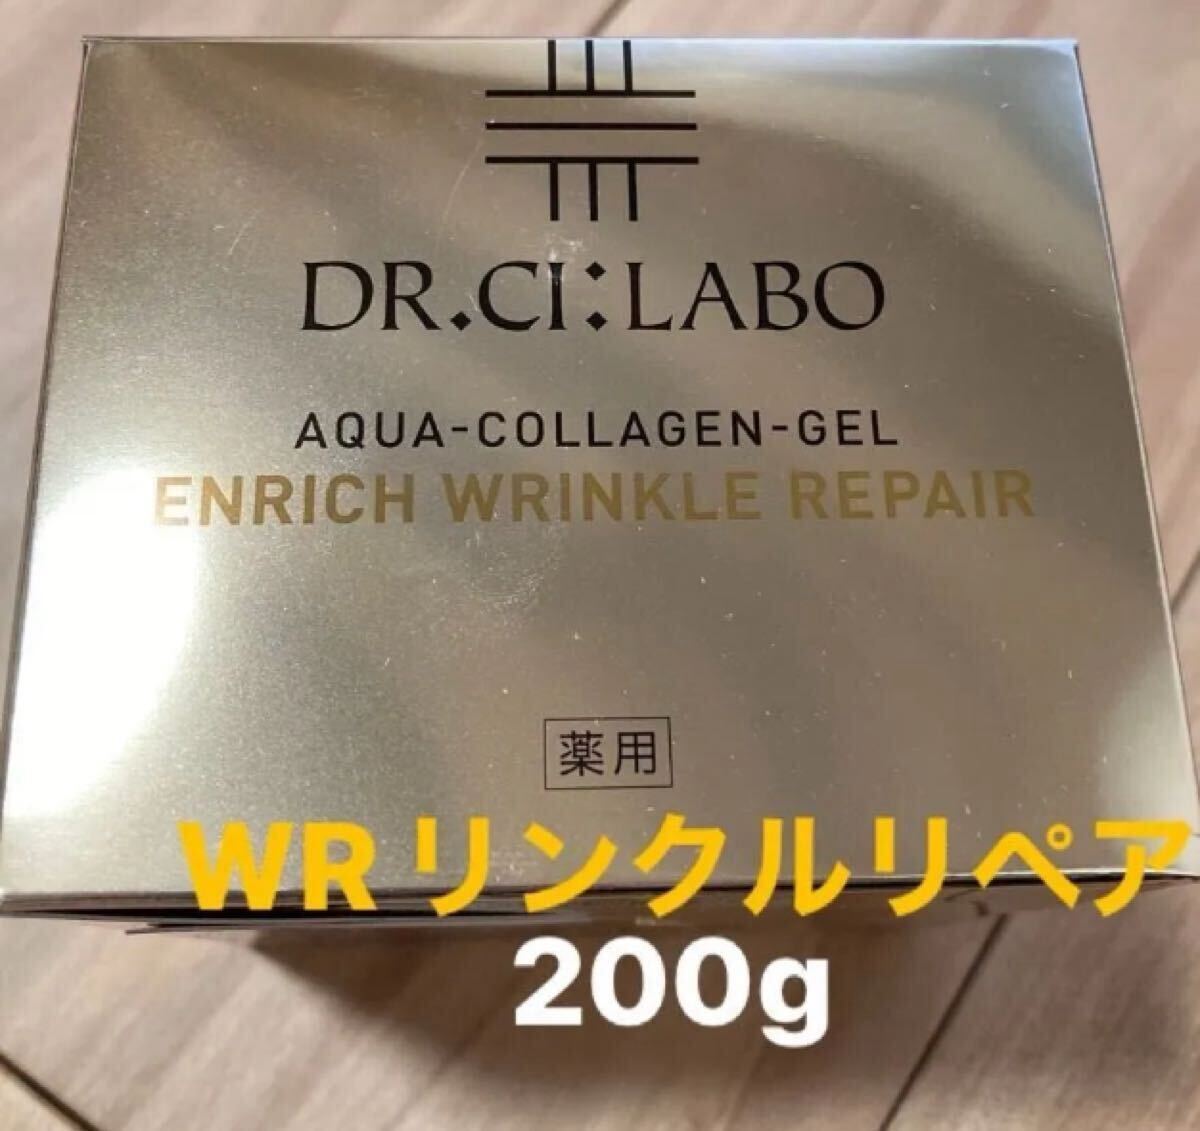 DR.CI:LABO
AQUA-COLLAGEN-GEL
ENRICH WRINKLE REPAIR
薬用
WRリンクルリペア
200g